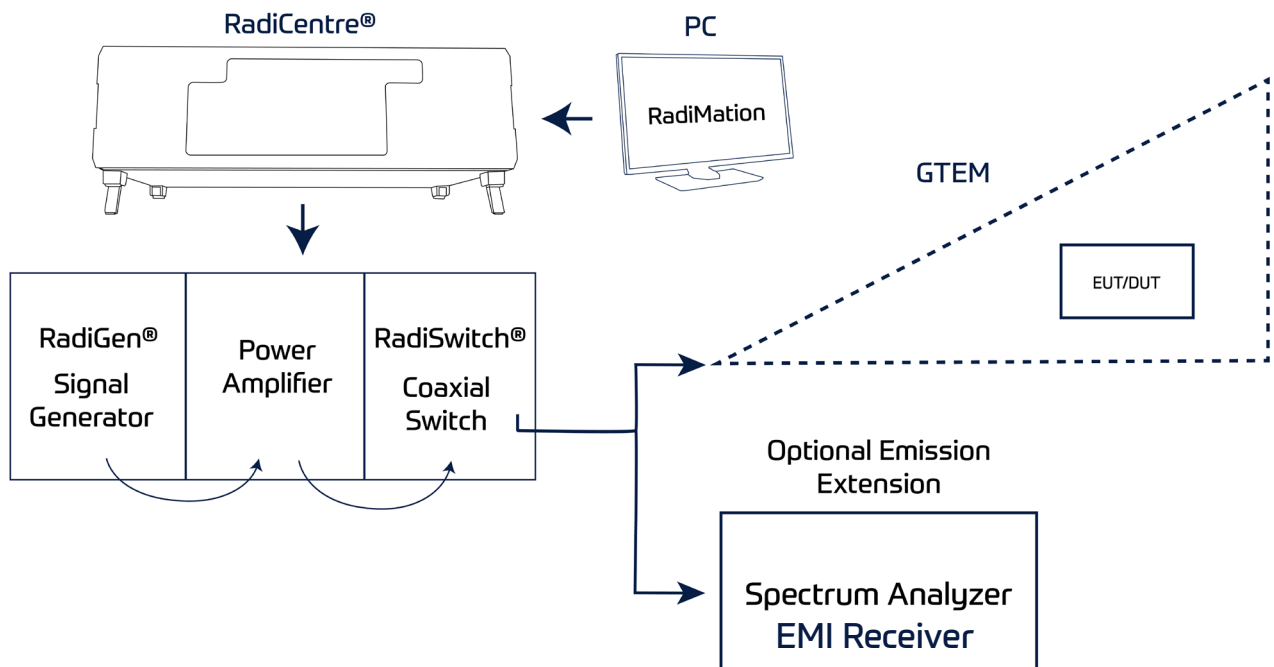 RadiCentre®
PC
RadiMation
GTEM
EUT/DUT
RadiGen®
Signal
Generator
Power
Amplifier
RadiSwitch®
Coaxial
Switch
Optional Emission
Extension
Spectrum Analyzer
EMI Receiver